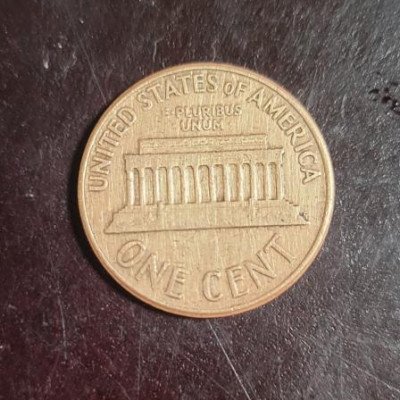 UNITED STATES OF AMERICA
E PLURIBUS
UNUM
ONE CENT